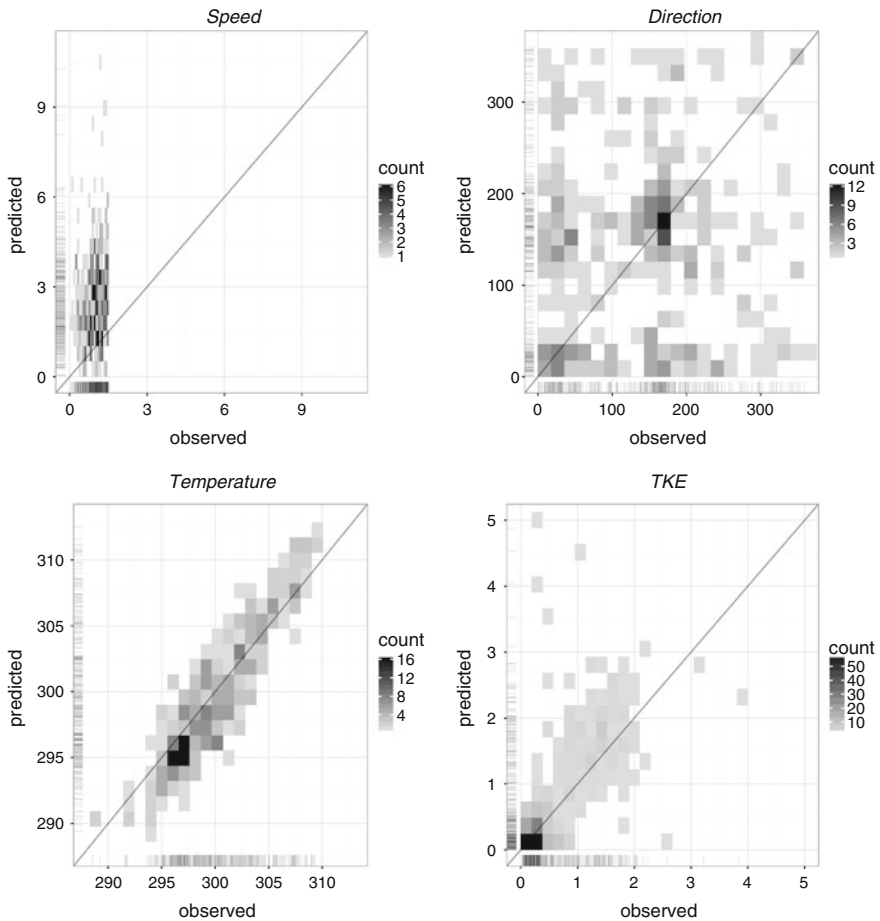 Speed
9
6
3
0
predicted
0 3 6 9
observed
count
6
5
4
3
2
1
Direction
300
200
100
0
predicted
0 100 200 300
observed
count
12
9
6
3
Temperature
310
305
300
295
290
predicted
290 295 300 305 310
observed
count
16
12
8
4
TKE
5
4
3
2
1
0
predicted
0 1 2 3 4 5
observed
count
50
40
30
20
10